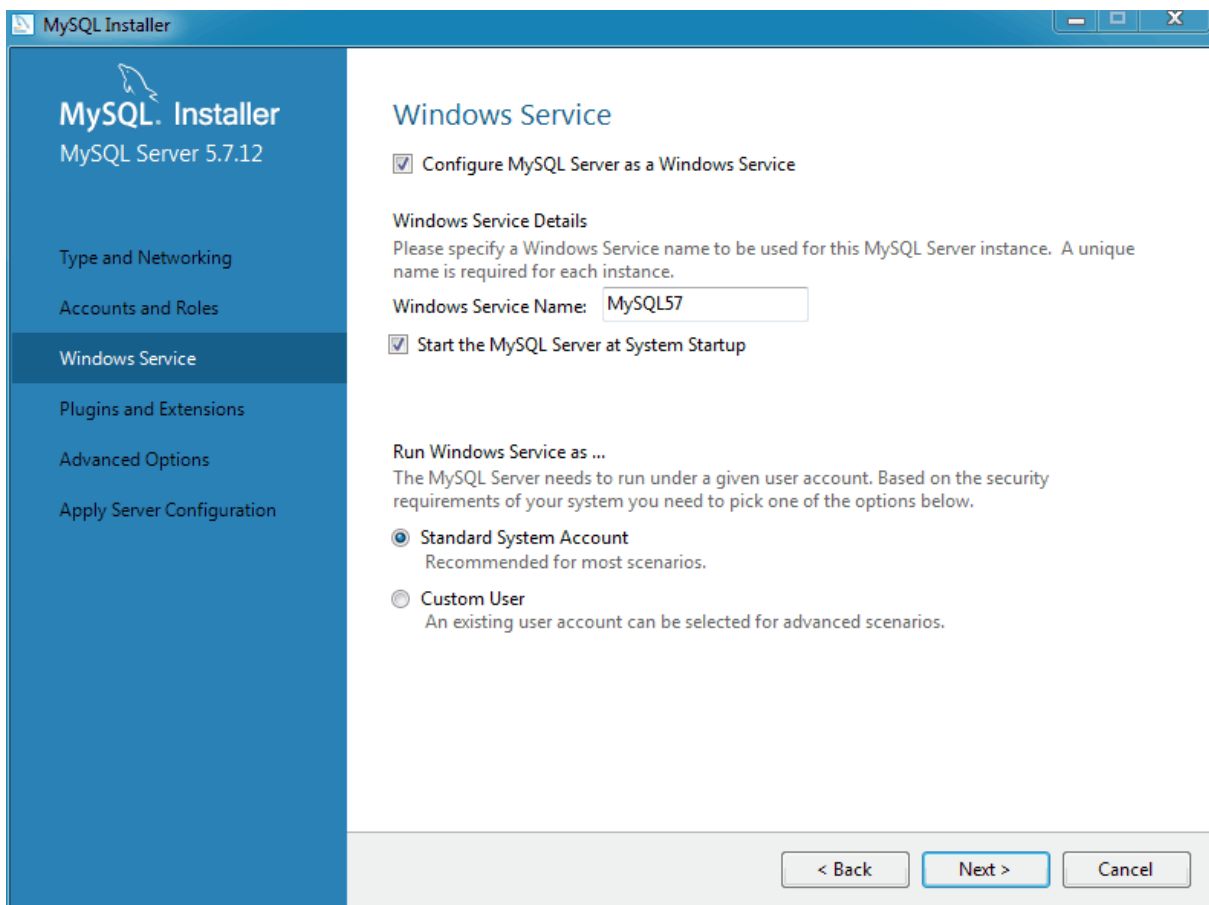 MySQL Installer
MySQL. Installer
MySQL Server 5.7.12
Type and Networking
Accounts and Roles
Windows Service
Plugins and Extensions
Advanced Options
Apply Server Configuration
Windows Service
Configure MySQL Server as a Windows Service
Windows Service Details
Please specify a Windows Service name to be used for this MySQL Server instance. A unique
name is required for each instance.
Windows Service Name: MySQL57
Start the MySQL Server at System Startup
Run Windows Service as ...
The MySQL Server needs to run under a given user account. Based on the security
requirements of your system you need to pick one of the options below.
Standard System Account
Recommended for most scenarios.
Custom User
An existing user account can be selected for advanced scenarios.
< Back Next > Cancel